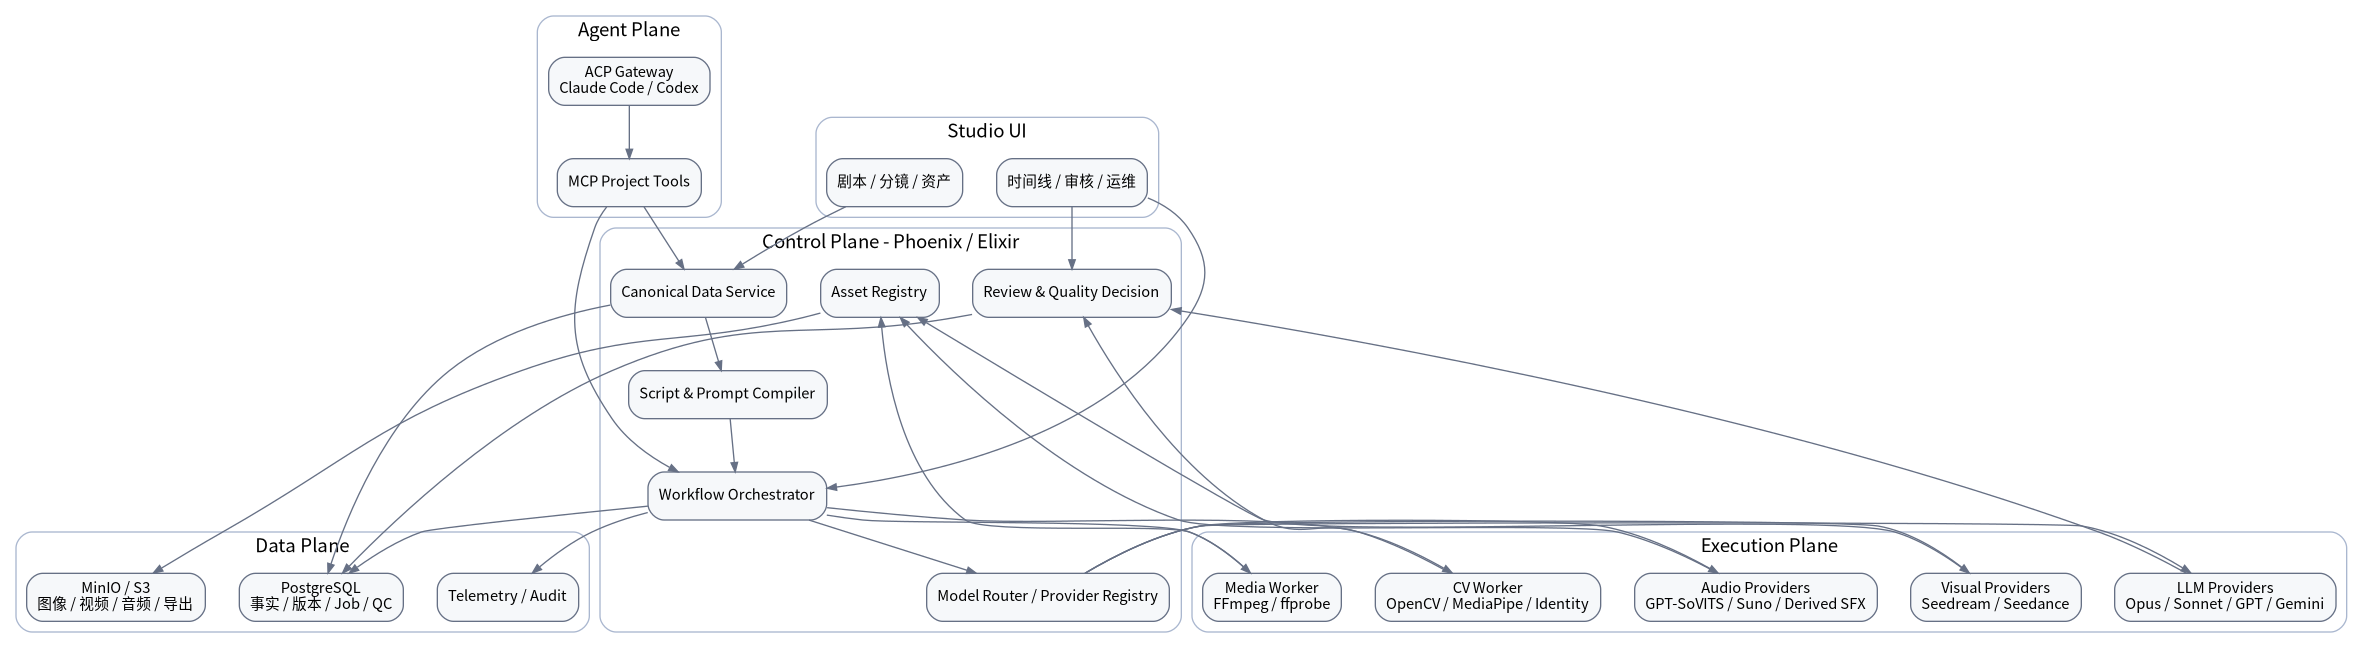 Agent Plane
ACP Gateway
Claude Code / Codex
MCP Project Tools
Studio UI
剧本 / 分镜 / 资产
时间线 / 审核 / 运维
Control Plane - Phoenix / Elixir
Canonical Data Service
Asset Registry
Review & Quality Decision
Script & Prompt Compiler
Workflow Orchestrator
Model Router / Provider Registry
Data Plane
MinIO / S3
图像 / 视频 / 音频 / 导出
PostgreSQL
事实 / 版本 / Job / QC
Telemetry / Audit
Execution Plane
Media Worker
FFmpeg / ffprobe
CV Worker
OpenCV / MediaPipe / Identity
Audio Providers
GPT-SoVITS / Suno / Derived SFX
Visual Providers
Seedream / Seedance
LLM Providers
Opus / Sonnet / GPT / Gemini